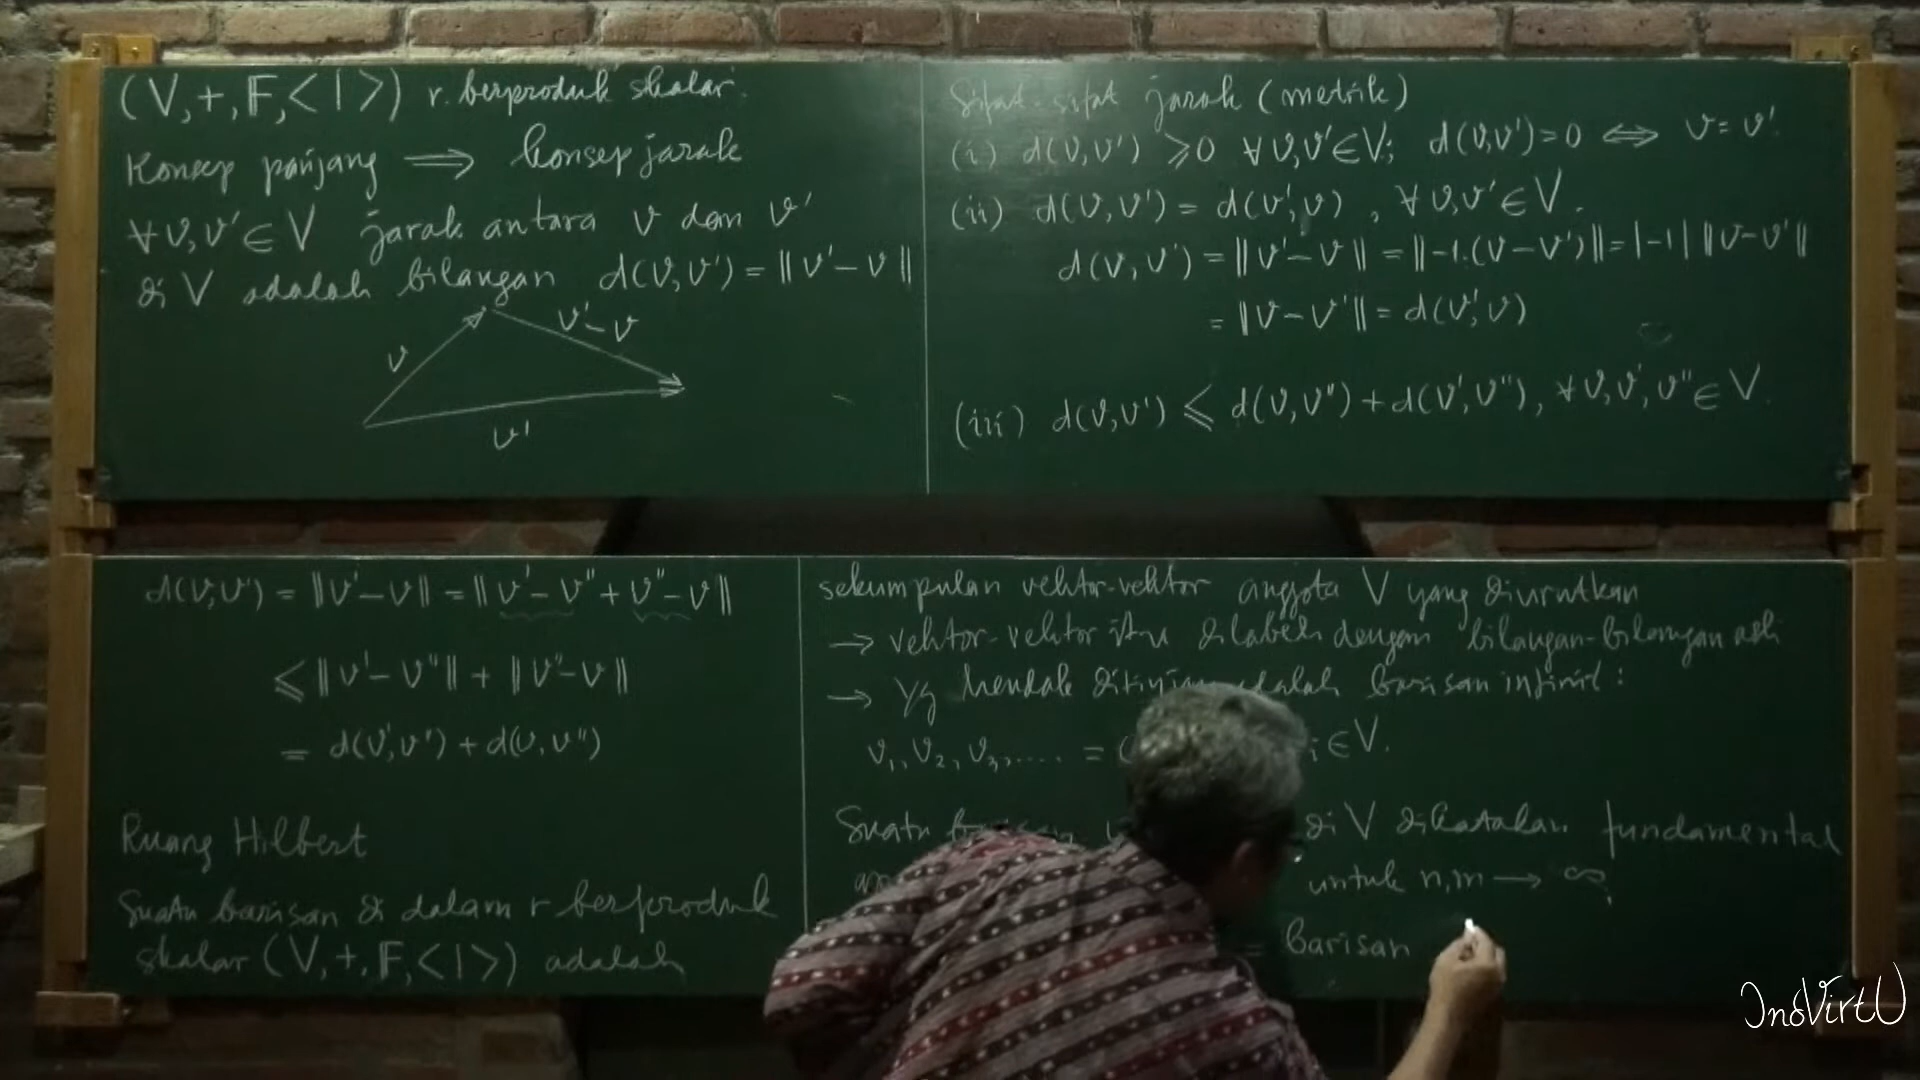 (V,+,F,<|>) r. berproduk skalar.
Konsep panjang ⟹ konsep jarak
∀ v,v' ∈ V jarak antara v dan v'
di V adalah bilangan d(v,v') = ‖v'-v‖
v
v'-v
v'
Sifat-sifat jarak (metrik)
(i) d(v,v') ⩾ 0 ∀ v,v' ∈ V; d(v,v')=0 ⟺ v = v'.
(ii) d(v,v') = d(v',v), ∀ v,v' ∈ V.
d(v,v') = ‖v'-v‖ = ‖-1.(v-v')‖ = |-1| ‖v-v'‖
= ‖v-v'‖ = d(v',v)
(iii) d(v,v') ⩽ d(v,v'') + d(v',v''), ∀ v,v',v'' ∈ V.
d(v,v') = ‖v'-v‖ = ‖v'-v''+v''-v‖
⩽ ‖v'-v''‖ + ‖v''-v‖
= d(v',v'') + d(v,v'')
Ruang Hilbert
Suatu barisan di dalam r berproduk
skalar (V,+,F,<|>) adalah
sekumpulan vektor-vektor anggota V yang diurutkan
→ vektor-vektor itu dilabeli dengan bilangan-bilangan asli
→ yg hendak ditinjau adalah barisan infinit:
v₁, v₂, v₃, .... = ( ∈ V.
Suatu di V dikatakan fundamental
untuk n,m → ∞,
= Barisan
InoVirtU